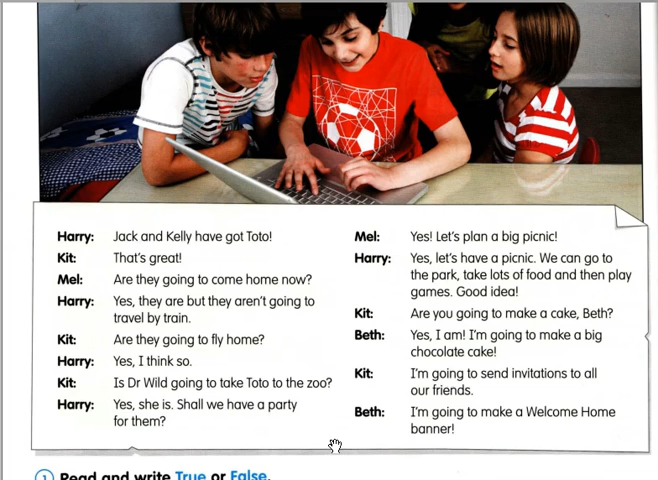 Harry: Jack and Kelly have got Toto!
Kit: That's great!
Mel: Are they going to come home now?
Harry: Yes, they are but they aren't going to
travel by train.
Kit: Are they going to fly home?
Harry: Yes, I think so.
Kit: Is Dr Wild going to take Toto to the zoo?
Harry: Yes, she is. Shall we have a party
for them?
Mel: Yes! Let's plan a big picnic!
Harry: Yes, let's have a picnic. We can go to
the park, take lots of food and then play
games. Good idea!
Kit: Are you going to make a cake, Beth?
Beth: Yes, I am! I'm going to make a big
chocolate cake!
Kit: I'm going to send invitations to all
our friends.
Beth: I'm going to make a Welcome Home
banner!
1 Read and write True or False.